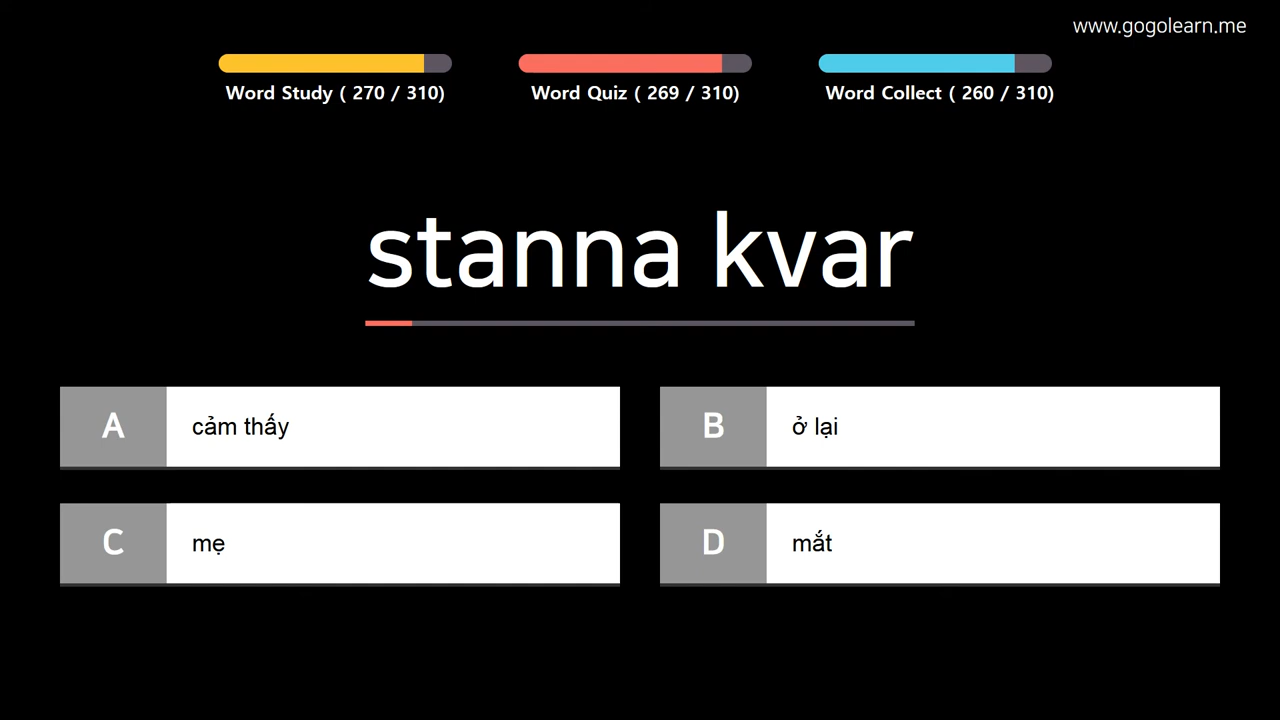 www.gogolearn.me
Word Study ( 270 / 310)
Word Quiz ( 269 / 310)
Word Collect ( 260 / 310)
stanna kvar
A
cảm thấy
B
ở lại
C
mẹ
D
mắt